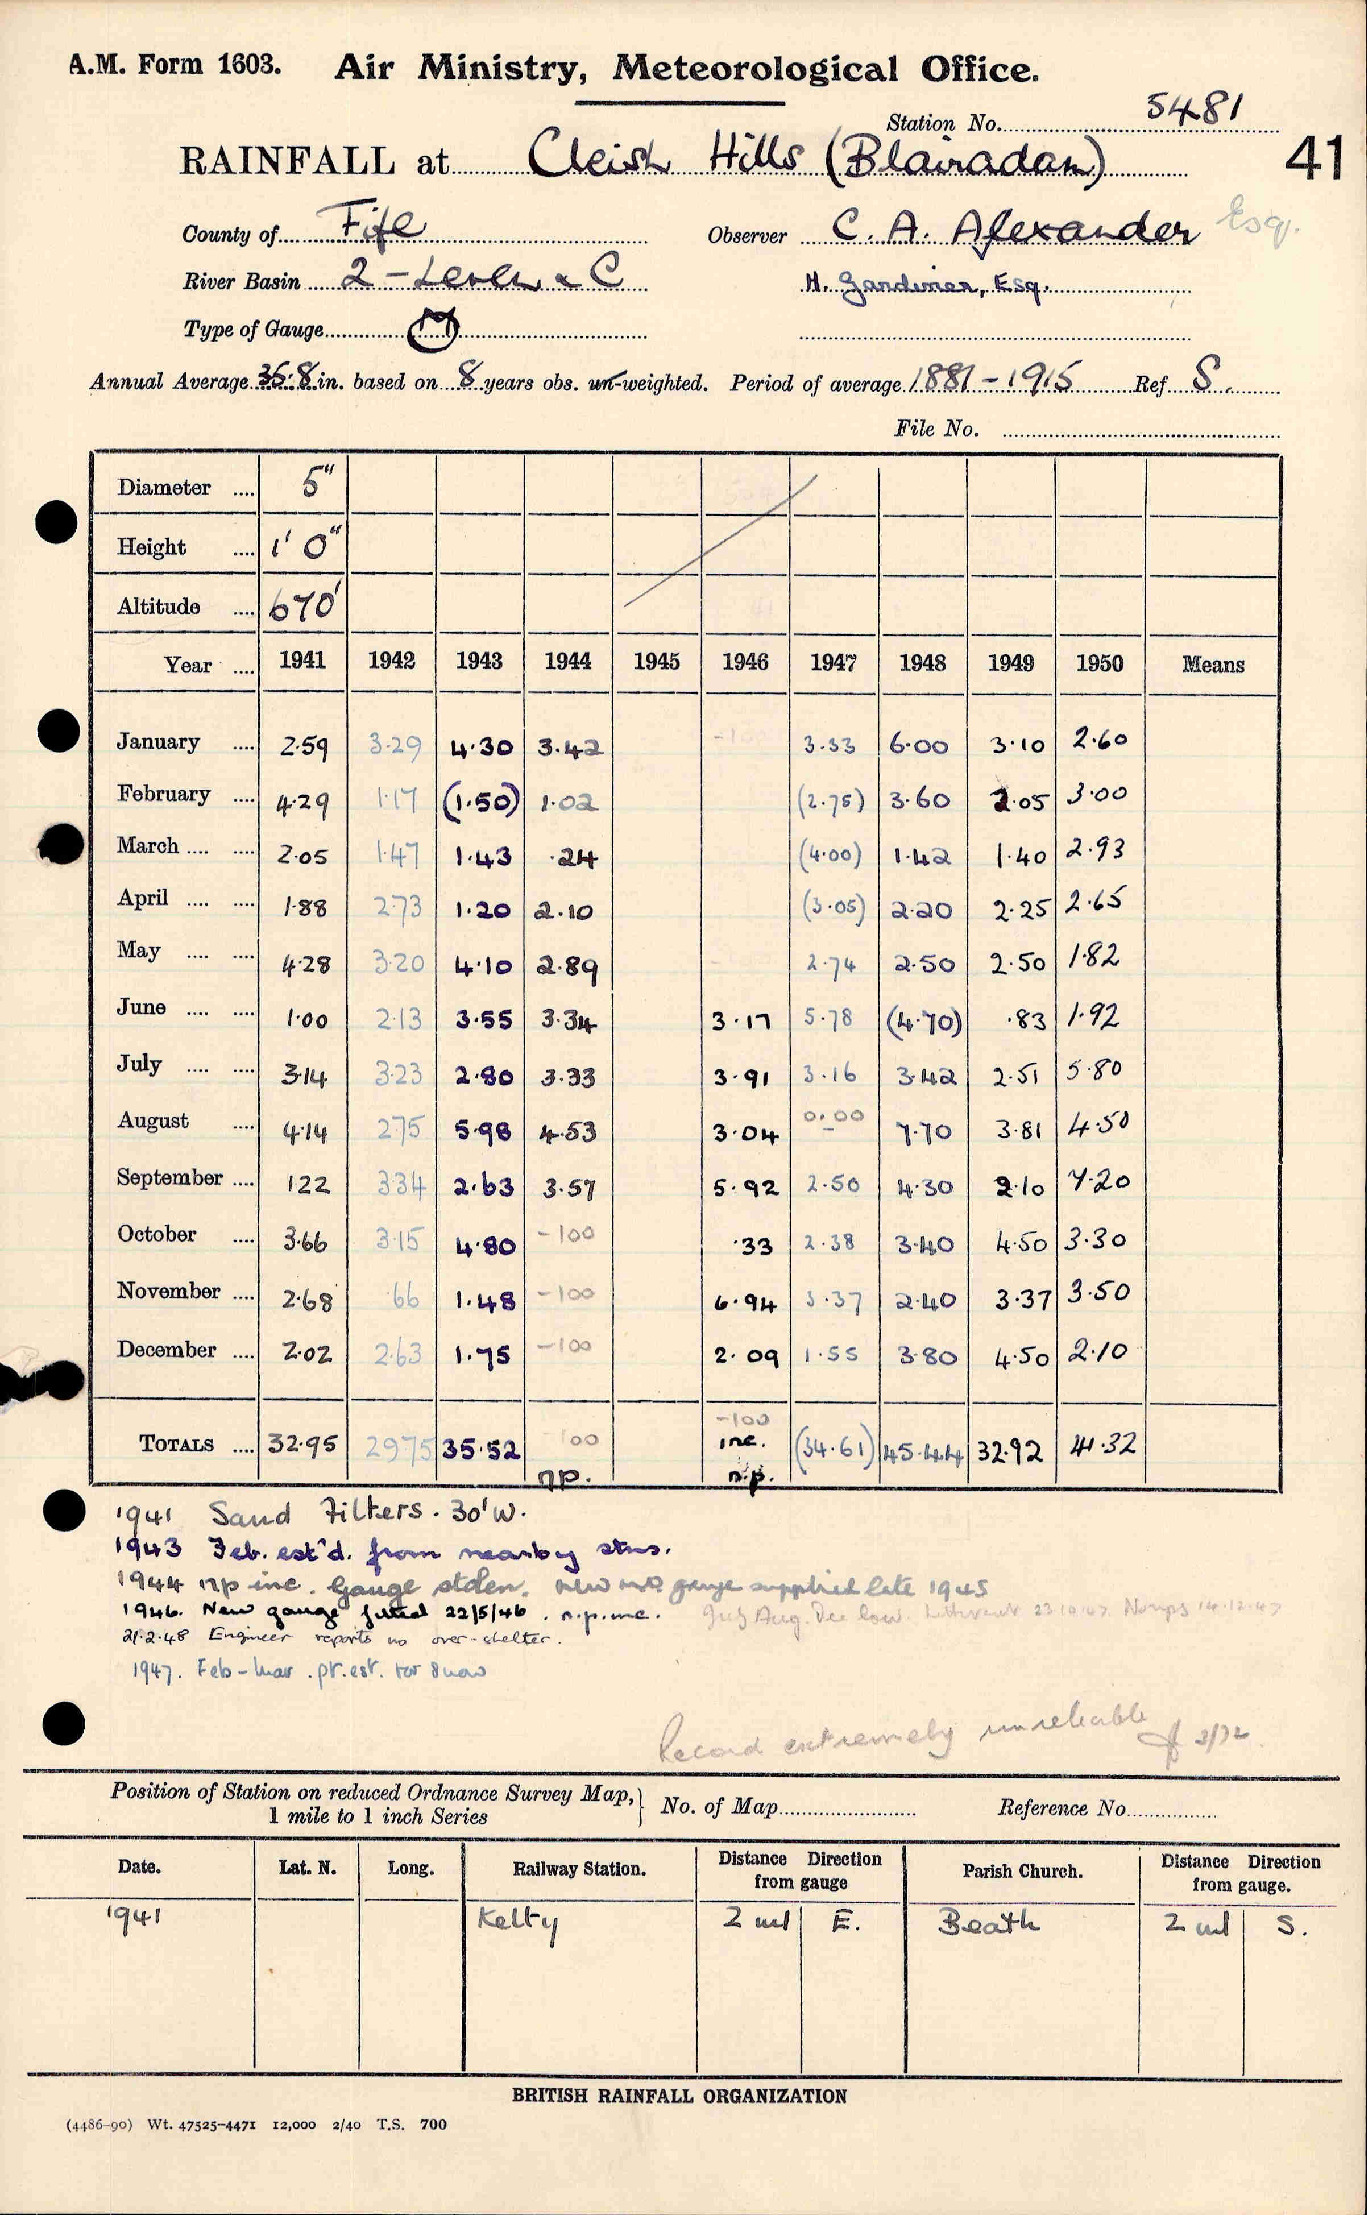 A.M. Form 1603. Air Ministry, Meteorological Office.
Station No. 5481
RAINFALL at Cleish Hills (Blairadam) 41
County of Fife Observer C. A. Alexander Esq.
River Basin 2 - Leven & C H. Gardiner, Esq.
Type of Gauge M
Annual Average 35.8 in. based on 8 years obs. un-weighted. Period of average 1881-1915 Ref S.
File No.
Diameter 5"
Height 1' 0"
Altitude 670'
Year 1941 1942 1943 1944 1945 1946 1947 1948 1949 1950 Means
January 2.59 3.29 4.30 3.42 -100 3.33 6.00 3.10 2.60
February 4.29 1.17 (1.50) 1.02 (2.75) 3.60 2.05 3.00
March 2.05 1.47 1.43 .24 (4.00) 1.42 1.40 2.93
April 1.88 2.73 1.20 2.10 (3.05) 2.20 2.25 2.65
May 4.28 3.20 4.10 2.89 2.74 2.50 2.50 1.82
June 1.00 2.13 3.55 3.34 3.17 5.78 (4.70) .83 1.92
July 3.14 3.23 2.80 3.33 3.91 3.16 3.42 2.51 5.80
August 4.14 2.75 5.98 4.53 3.04 0.00 7.70 3.81 4.50
September 1.22 3.34 2.63 3.57 5.92 2.50 4.30 2.10 7.20
October 3.66 3.15 4.80 -100 .33 2.38 3.40 4.50 3.30
November 2.68 .66 1.48 -100 6.94 3.37 2.40 3.37 3.50
December 2.02 2.63 1.75 -100 2.09 1.55 3.80 4.50 2.10
TOTALS 32.95 29.75 35.52 100 n.p. -100 inc. n.p. (34.61) 45.44 32.92 41.32
1941 Sand Filters. 30' W.
1943 Feb. est'd. from nearby stns.
1944 np inc. Gauge stolen. New MO gauge supplied late 1945
1946. New gauge fitted 22/5/46. n.p. inc. July Aug. Dec low. 23.10.47 14.12.47
21.2.48 Engineer reports no over-shelter.
1947. Feb-Mar. pt. est. for snow
Record extremely unreliable 2/72.
Position of Station on reduced Ordnance Survey Map, 1 mile to 1 inch Series No. of Map Reference No
Date. Lat. N. Long. Railway Station. Distance Direction from gauge Parish Church. Distance Direction from gauge.
1941 Kelty 2 ml E. Beath 2 ml S.
BRITISH RAINFALL ORGANIZATION
(4486-90) Wt. 47525-4471 12,000 2/40 T.S. 700